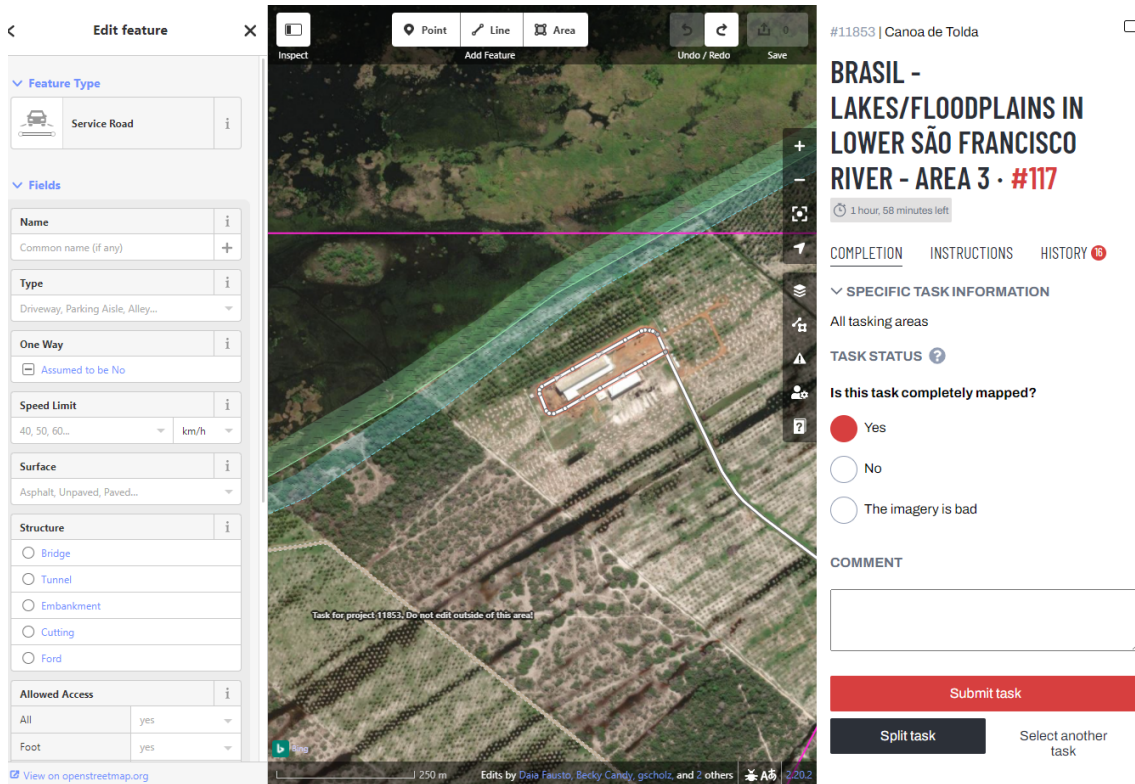 Edit feature
Feature Type
Service Road
Fields
Name
Common name (if any)
Type
Driveway, Parking Aisle, Alley...
One Way
Assumed to be No
Speed Limit
40, 50, 60...
km/h
Surface
Asphalt, Unpaved, Paved...
Structure
Bridge
Tunnel
Embankment
Cutting
Ford
Allowed Access
All
yes
Foot
yes
View on openstreetmap.org
Inspect
Point
Line
Area
Add Feature
Undo / Redo
0
Save
Task for project 11853. Do not edit outside of this area!
Bing
250 m
Edits by Daia Fausto, Becky Candy, gscholz, and 2 others
2.20.2
#11853 | Canoa de Tolda
BRASIL -
LAKES/FLOODPLAINS IN
LOWER SÃO FRANCISCO
RIVER - AREA 3 · #117
1 hour, 58 minutes left
COMPLETION
INSTRUCTIONS
HISTORY 16
SPECIFIC TASK INFORMATION
All tasking areas
TASK STATUS ?
Is this task completely mapped?
Yes
No
The imagery is bad
COMMENT
Submit task
Split task
Select another
task